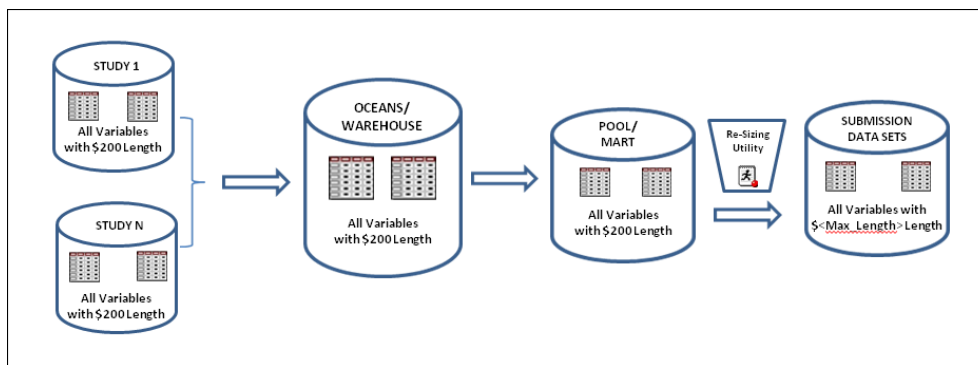 STUDY 1
All Variables
with $200 Length
STUDY N
All Variables
with $200 Length
OCEANS/
WAREHOUSE
All Variables
with $200 Length
POOL/
MART
All Variables
with $200 Length
Re-Sizing
Utility
SUBMISSION
DATA SETS
All Variables with
$<Max_Length> Length